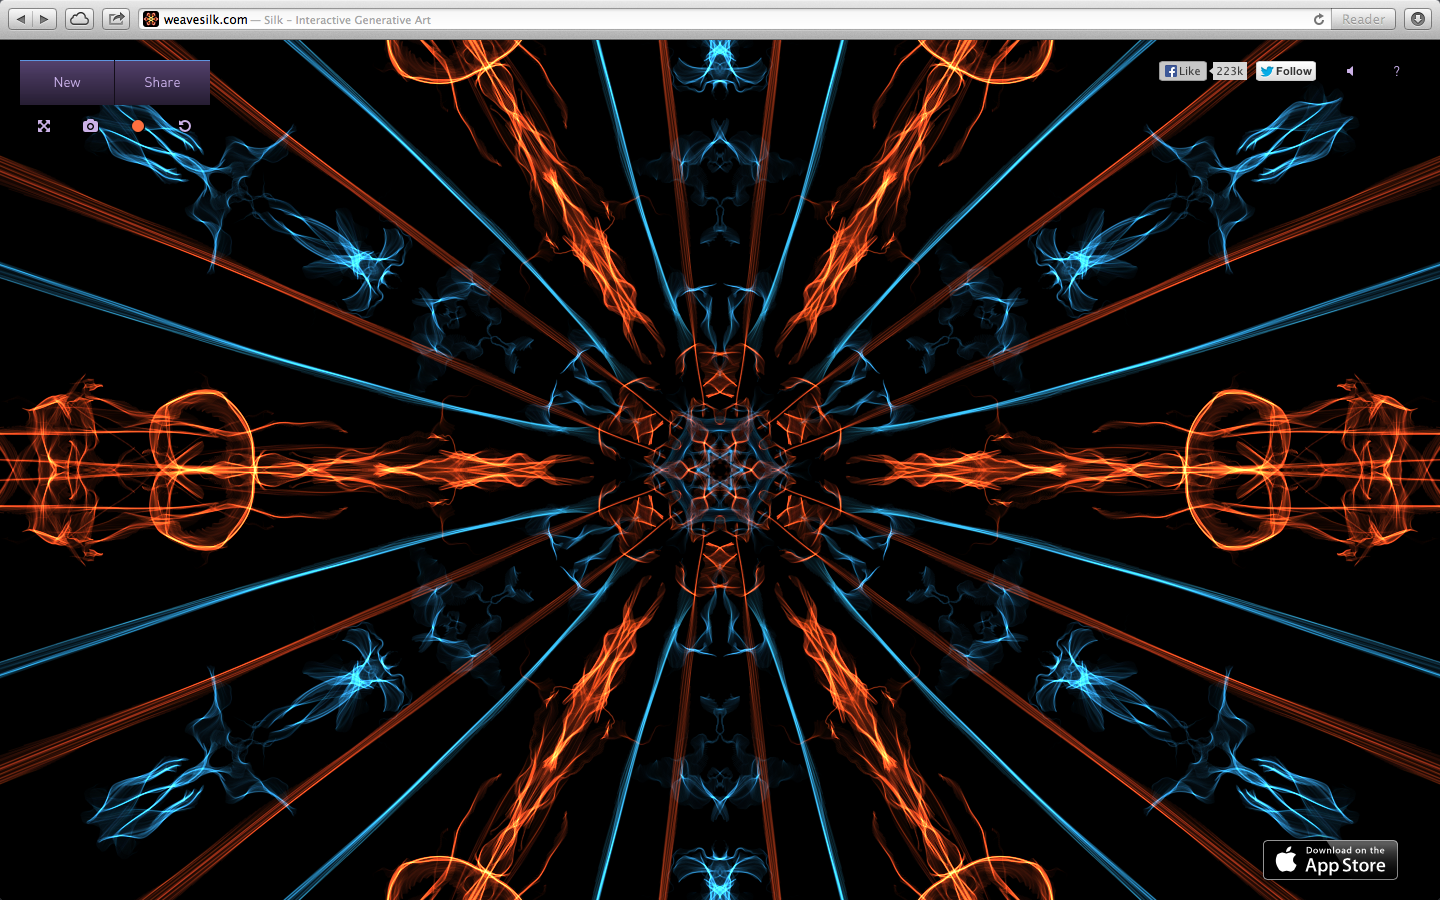 weavesilk.com — Silk – Interactive Generative Art
Reader
New
Share
Like
223k
Follow
?
Download on the
App Store